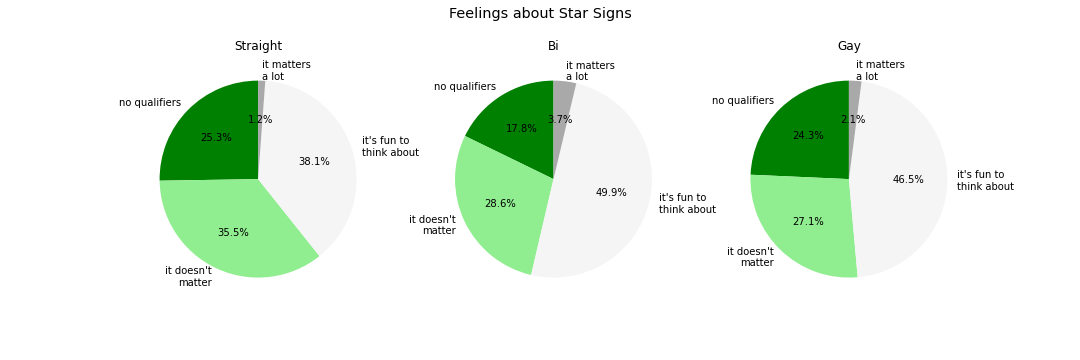 Feelings about Star Signs
Straight
it matters
a lot
no qualifiers
1.2%
25.3%
it's fun to
think about
38.1%
35.5%
it doesn't
matter
Bi
it matters
a lot
no qualifiers
3.7%
17.8%
49.9%
28.6%
it's fun to
think about
it doesn't
matter
Gay
it matters
a lot
no qualifiers
2.1%
24.3%
46.5%
it's fun to
think about
27.1%
it doesn't
matter